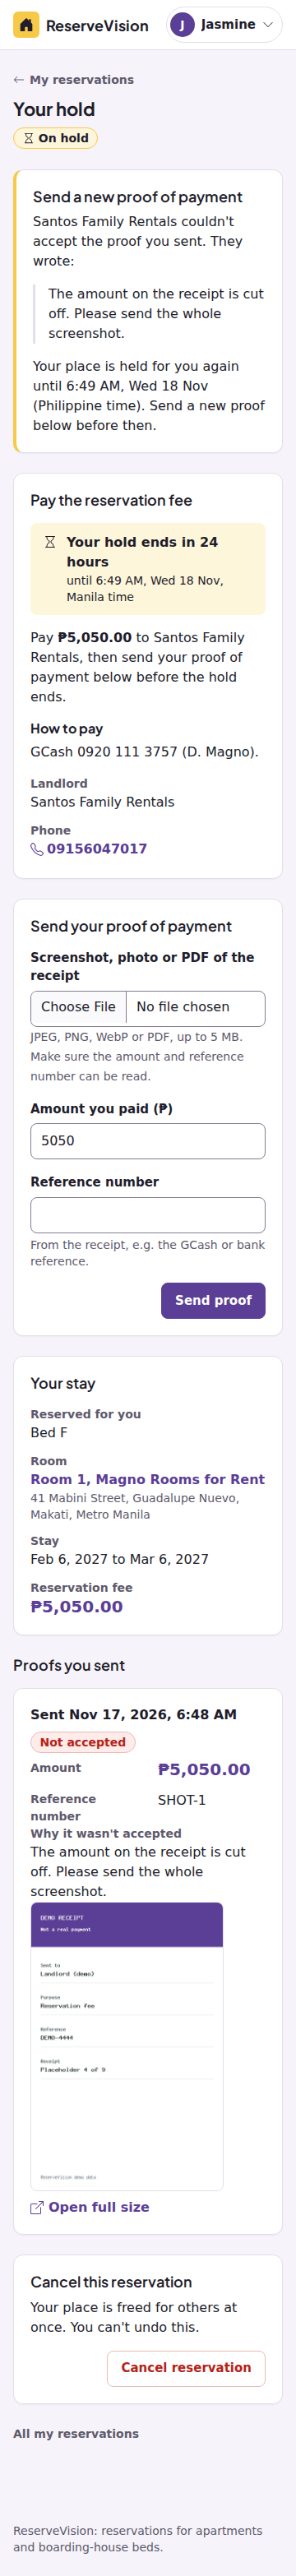 ReserveVision
J Jasmine
← My reservations
Your hold
On hold
Send a new proof of payment
Santos Family Rentals couldn't
accept the proof you sent. They
wrote:
The amount on the receipt is cut
off. Please send the whole
screenshot.
Your place is held for you again
until 6:49 AM, Wed 18 Nov
(Philippine time). Send a new proof
below before then.
Pay the reservation fee
Your hold ends in 24
hours
until 6:49 AM, Wed 18 Nov,
Manila time
Pay ₱5,050.00 to Santos Family
Rentals, then send your proof of
payment below before the hold
ends.
How to pay
GCash 0920 111 3757 (D. Magno).
Landlord
Santos Family Rentals
Phone
09156047017
Send your proof of payment
Screenshot, photo or PDF of the
receipt
Choose File No file chosen
JPEG, PNG, WebP or PDF, up to 5 MB.
Make sure the amount and reference
number can be read.
Amount you paid (₱)
5050
Reference number
From the receipt, e.g. the GCash or bank
reference.
Send proof
Your stay
Reserved for you
Bed F
Room
Room 1, Magno Rooms for Rent
41 Mabini Street, Guadalupe Nuevo,
Makati, Metro Manila
Stay
Feb 6, 2027 to Mar 6, 2027
Reservation fee
₱5,050.00
Proofs you sent
Sent Nov 17, 2026, 6:48 AM
Not accepted
Amount ₱5,050.00
Reference SHOT-1
number
Why it wasn't accepted
The amount on the receipt is cut
off. Please send the whole
screenshot.
DEMO RECEIPT
Not a real payment
Sent to
Landlord (demo)
Purpose
Reservation fee
Reference
DEMO-4444
Receipt
Placeholder 4 of 9
ReserveVision demo data
Open full size
Cancel this reservation
Your place is freed for others at
once. You can't undo this.
Cancel reservation
All my reservations
ReserveVision: reservations for apartments
and boarding-house beds.